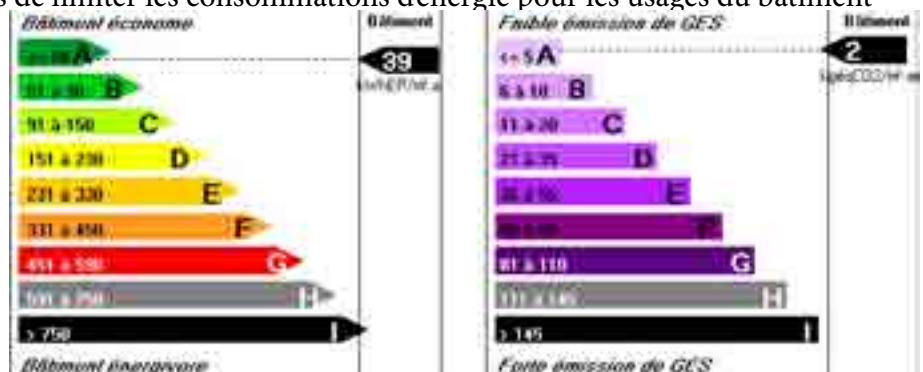 de limiter les consommations d'énergie pour les usages du bâtiment
Bâtiment économe
Bâtiment
A
39
B
91 à 150 C
151 à 230 D
231 à 330 E
331 à 450 F
451 à 590 G
H
> 750 I
Bâtiment énergivore
Faible émission de GES
Bâtiment
<= 5 A
2
6 à 10 B
11 à 20 C
21 à 35 D
E
F
81 à 110 G
111 à 145 H
> 145 I
Forte émission de GES